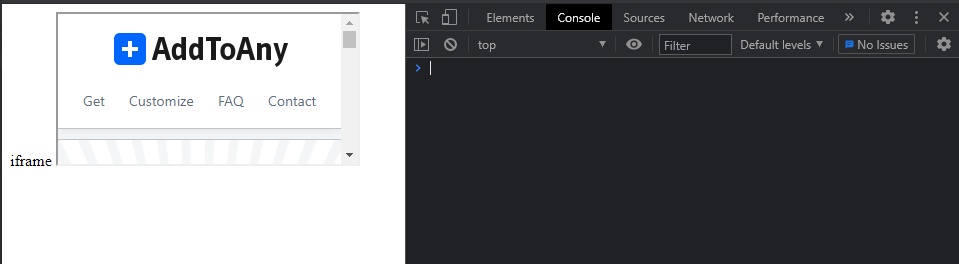 AddToAny
Get Customize FAQ Contact
iframe
Elements Console Sources Network Performance
top Filter Default levels No Issues